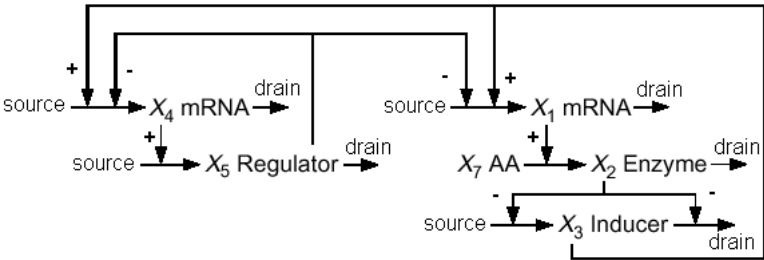 + - - +
source X4 mRNA drain source X1 mRNA drain
+ +
source X5 Regulator drain X7 AA X2 Enzyme drain
- -
source X3 Inducer drain